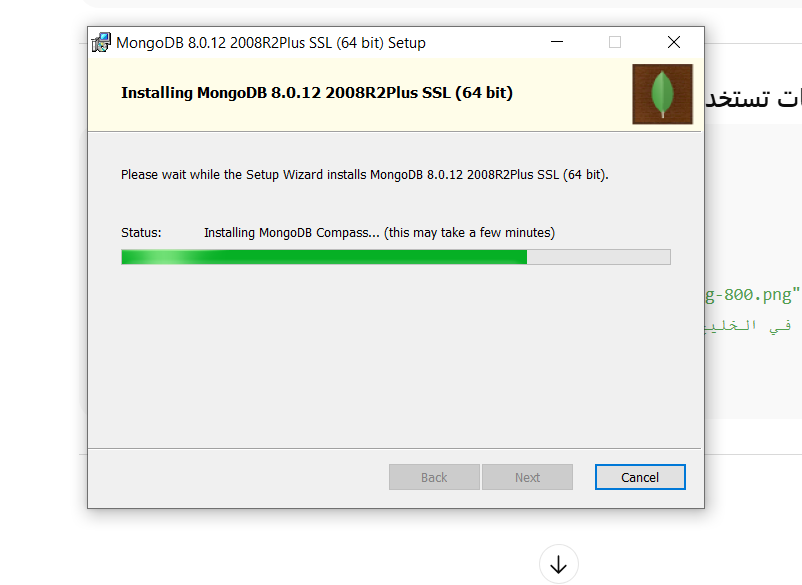 MongoDB 8.0.12 2008R2Plus SSL (64 bit) Setup
Installing MongoDB 8.0.12 2008R2Plus SSL (64 bit)
ات تستخد
Please wait while the Setup Wizard installs MongoDB 8.0.12 2008R2Plus SSL (64 bit).
Status: Installing MongoDB Compass... (this may take a few minutes)
g-800.png"
في الخليج
Back Next Cancel